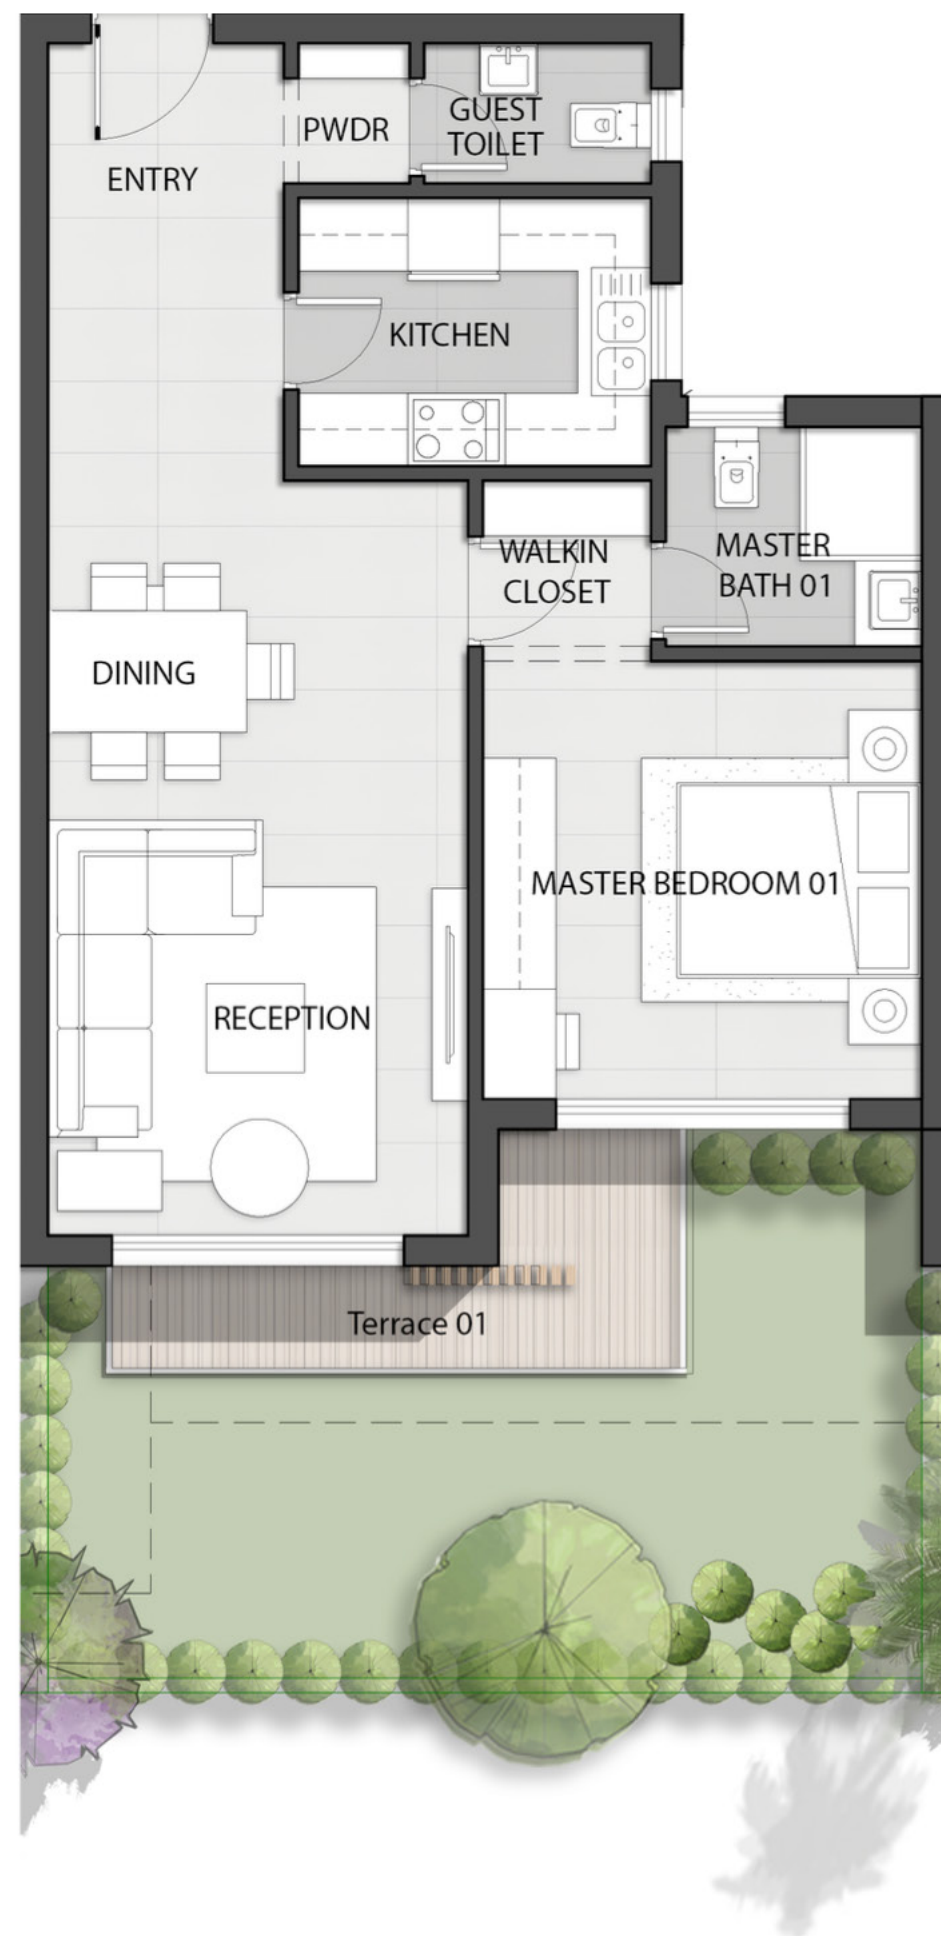 GUEST
TOILET
PWDR
ENTRY
KITCHEN
WALKIN
CLOSET
MASTER
BATH 01
DINING
MASTER BEDROOM 01
RECEPTION
Terrace 01